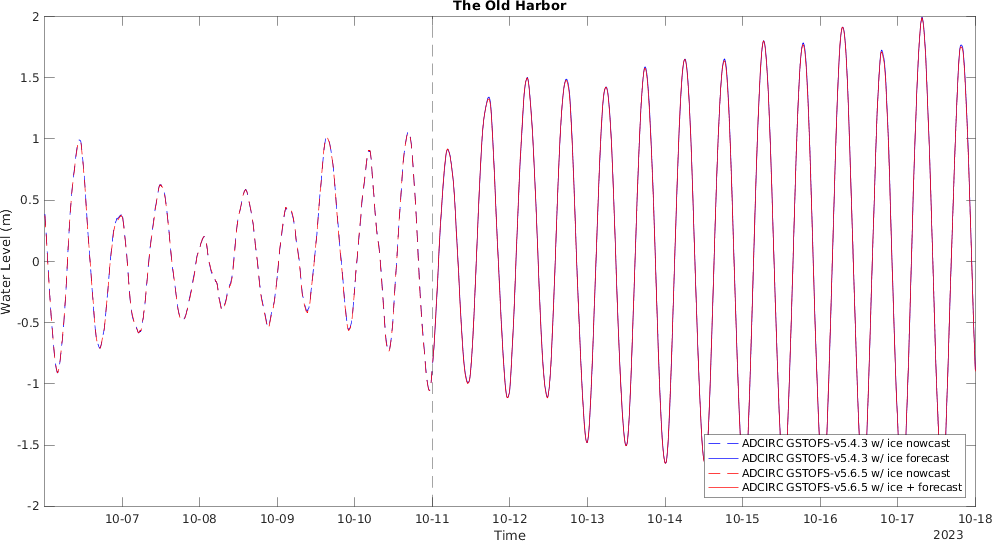 The Old Harbor
2
1.5
1
0.5
0
-0.5
-1
-1.5
-2
Water Level (m)
10-07 10-08 10-09 10-10 10-11 10-12 10-13 10-14 10-15 10-16 10-17 10-18
Time
2023
ADCIRC GSTOFS-v5.4.3 w/ ice nowcast
ADCIRC GSTOFS-v5.4.3 w/ ice forecast
ADCIRC GSTOFS-v5.6.5 w/ ice nowcast
ADCIRC GSTOFS-v5.6.5 w/ ice + forecast